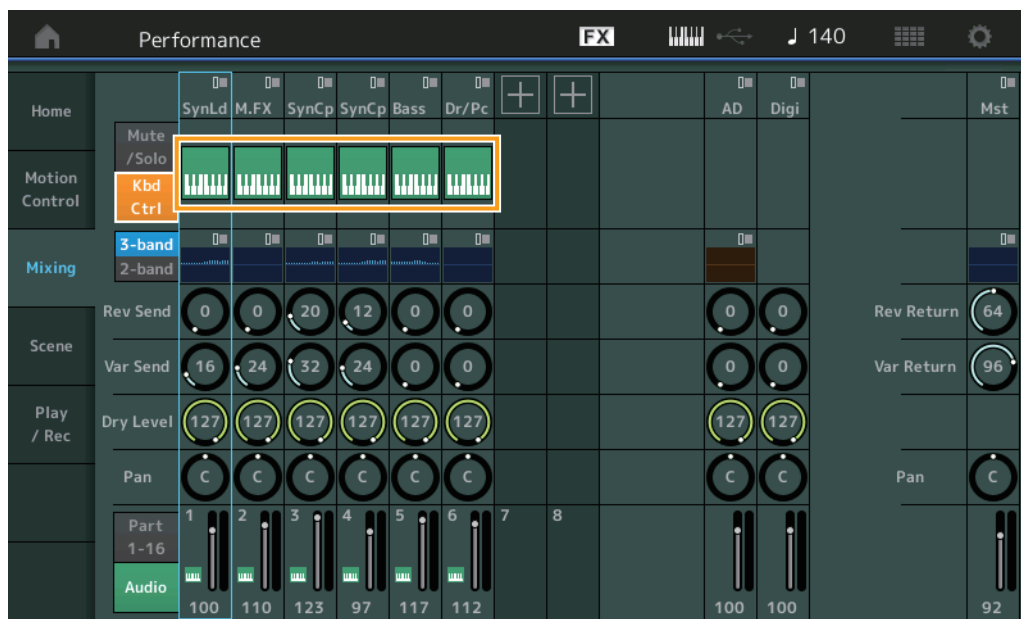 Performance FX 140
Home SynLd M.FX SynCp SynCp Bass Dr/Pc AD Digi Mst
Mute
/Solo
Motion
Control
Kbd
Ctrl
3-band
2-band
Mixing
Rev Send 0 0 20 12 0 0 0 0 Rev Return 64
Scene
Var Send 16 24 32 24 0 0 0 0 Var Return 96
Play
/ Rec
Dry Level 127 127 127 127 127 127 127 127
Pan C C C C C C C C Pan C
1 2 3 4 5 6 7 8
Part
1-16
Audio
100 110 123 97 117 112 100 100 92